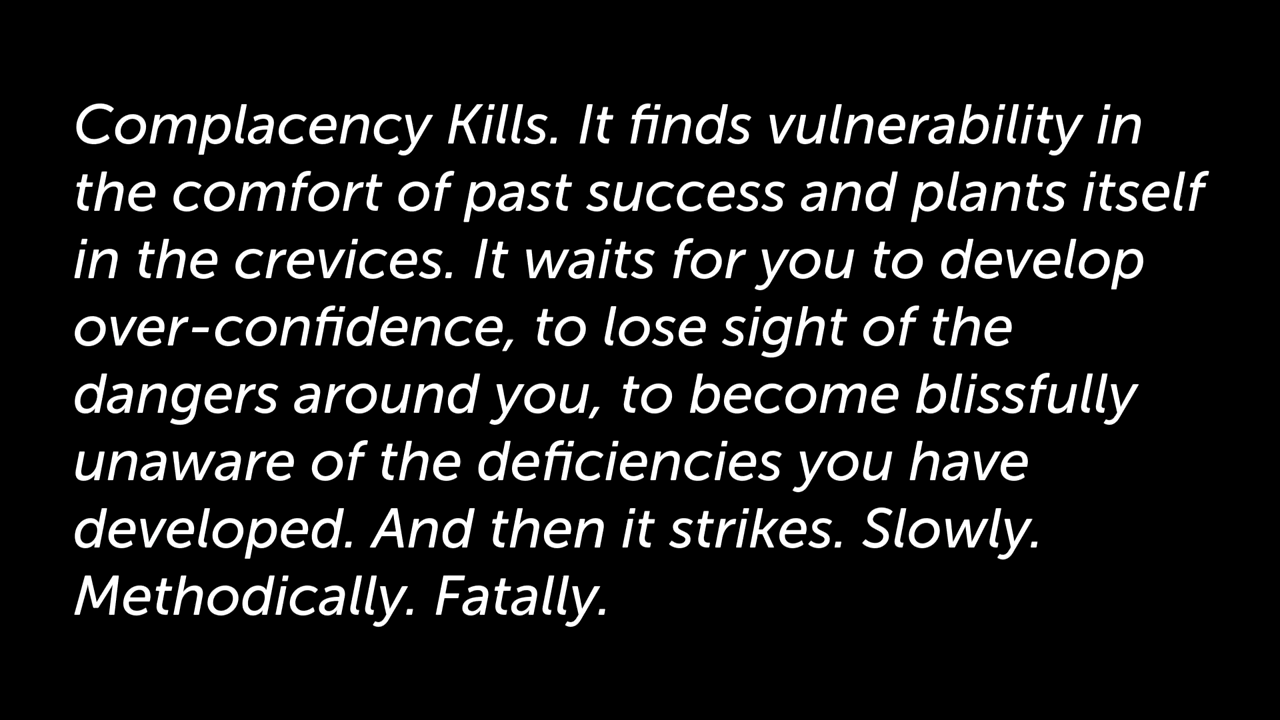 Complacency Kills. It finds vulnerability in
the comfort of past success and plants itself
in the crevices. It waits for you to develop
over-confidence, to lose sight of the
dangers around you, to become blissfully
unaware of the deficiencies you have
developed. And then it strikes. Slowly.
Methodically. Fatally.